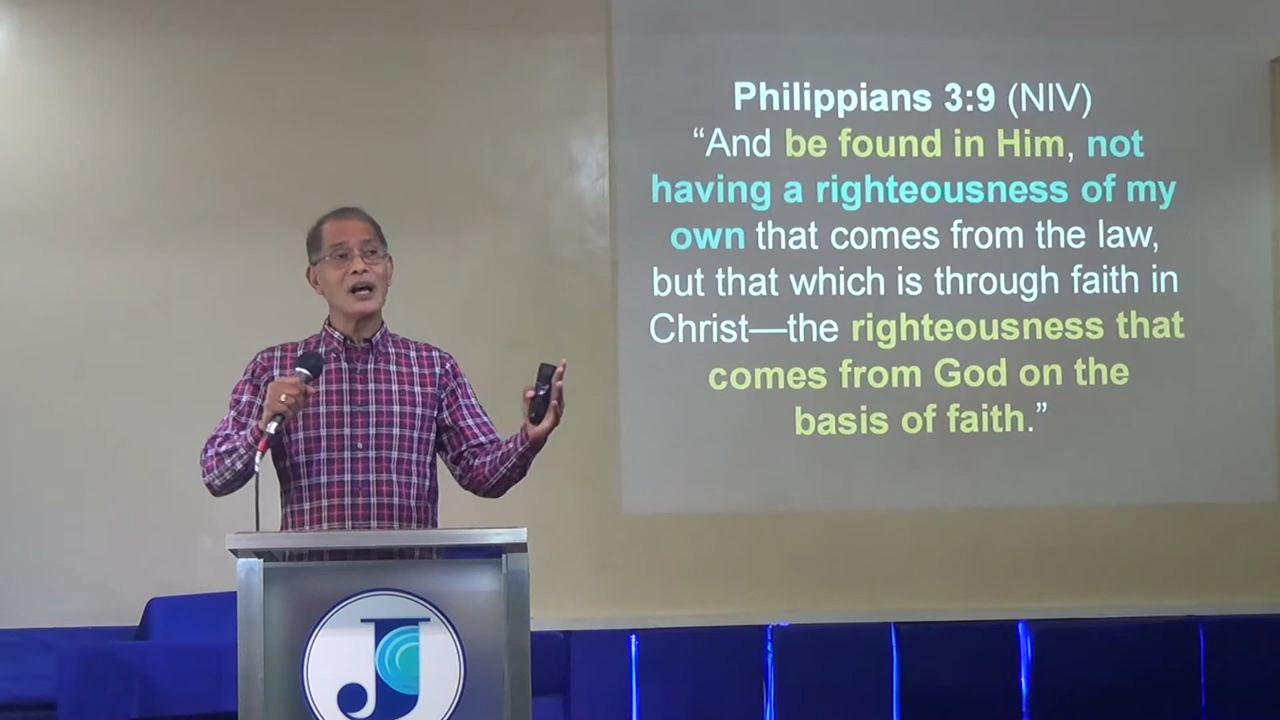 Philippians 3:9 (NIV)
“And be found in Him, not
having a righteousness of my
own that comes from the law,
but that which is through faith in
Christ—the righteousness that
comes from God on the
basis of faith.”